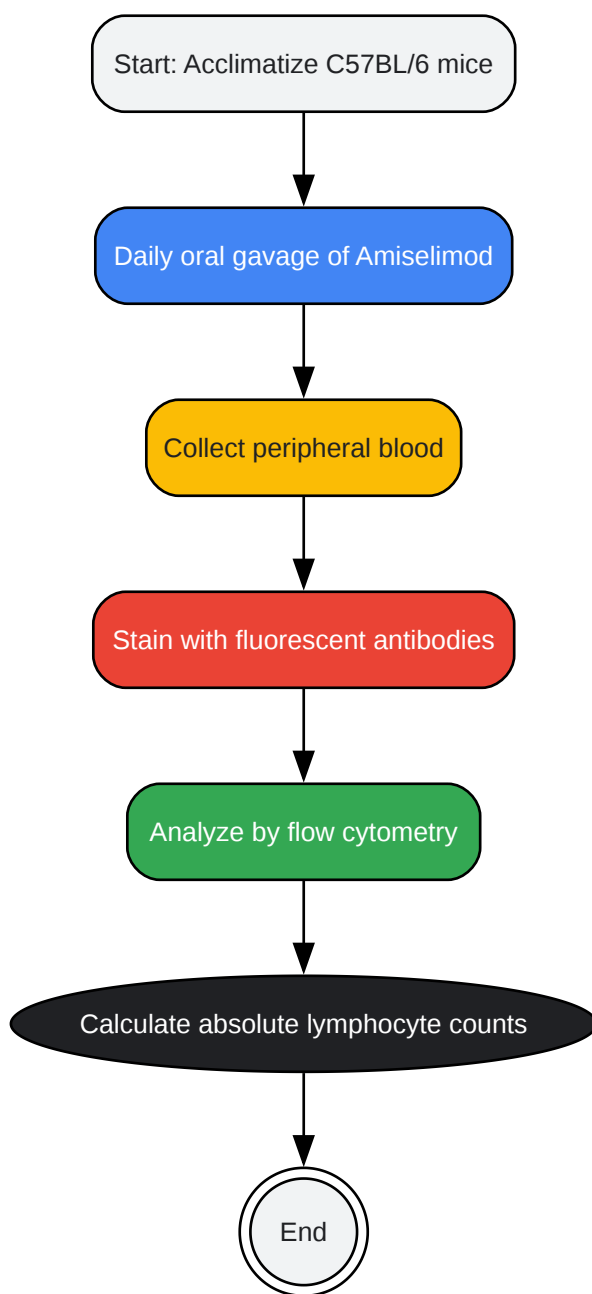 Start: Acclimatize C57BL/6 mice
Daily oral gavage of Amiselimod
Collect peripheral blood
Stain with fluorescent antibodies
Analyze by flow cytometry
Calculate absolute lymphocyte counts
End